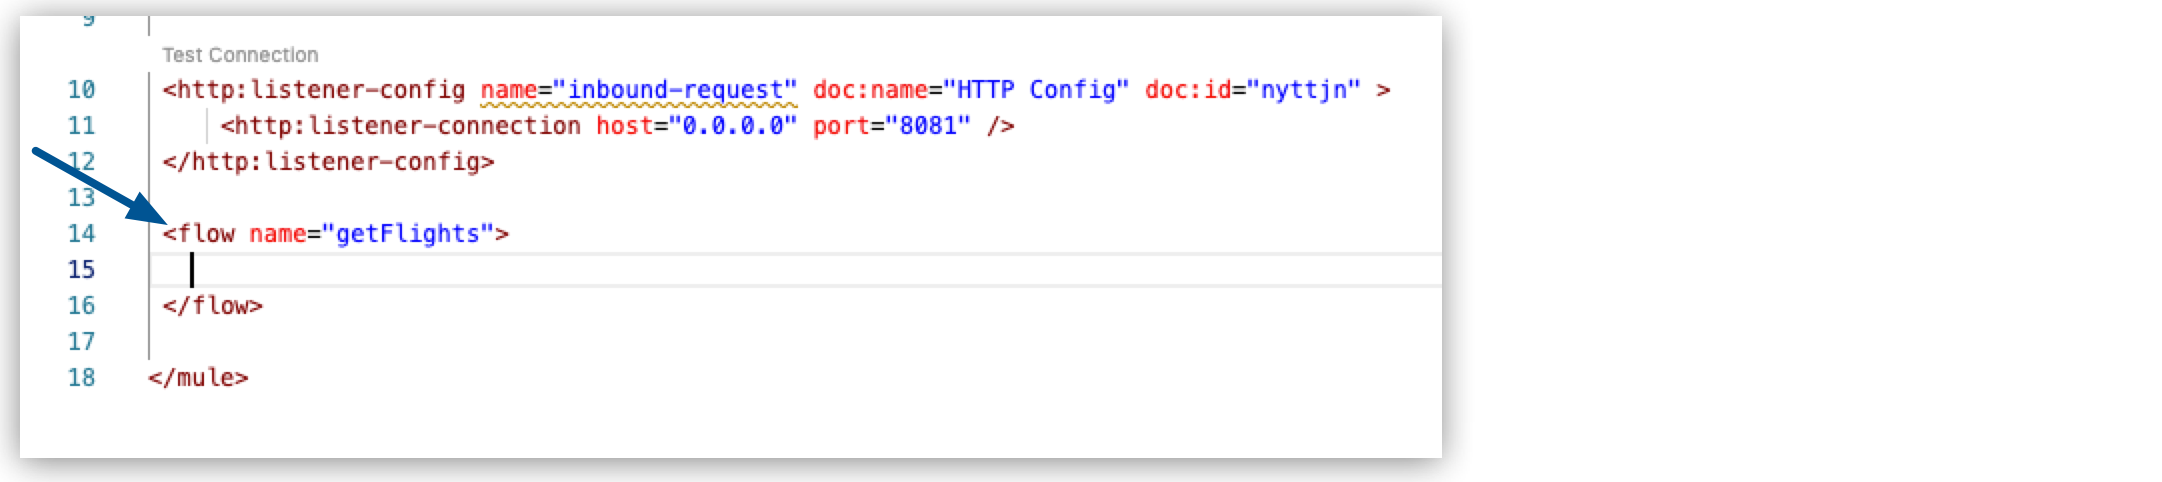 9
Test Connection
10 <http:listener-config name="inbound-request" doc:name="HTTP Config" doc:id="nyttjn" >
11 <http:listener-connection host="0.0.0.0" port="8081" />
12 </http:listener-config>
13
14 <flow name="getFlights">
15
16 </flow>
17
18 </mule>